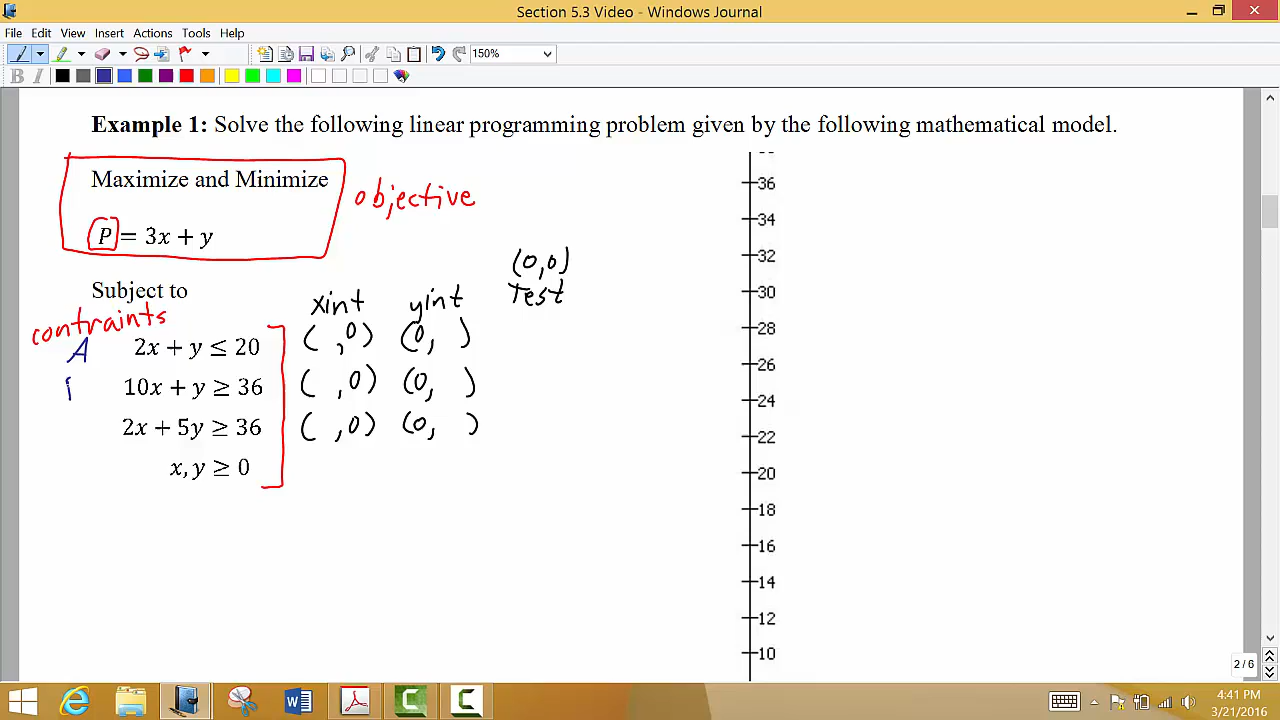 Section 5.3 Video - Windows Journal
File Edit View Insert Actions Tools Help
150%
B I
Example 1: Solve the following linear programming problem given by the following mathematical model.
Maximize and Minimize
objective
P = 3x + y
(0,0)
Test
Subject to
contraints
xint yint
A 2x + y ≤ 20 ( ,0) (0, )
10x + y ≥ 36 ( ,0) (0, )
2x + 5y ≥ 36 ( ,0) (0, )
x, y ≥ 0
36
34
32
30
28
26
24
22
20
18
16
14
12
10
2 / 6
4:41 PM
3/21/2016